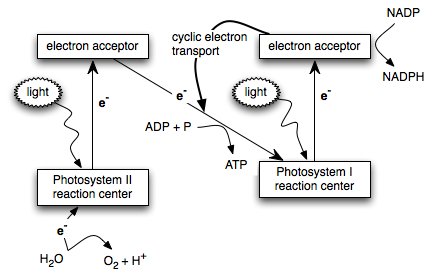 NADP
cyclic electron
transport
electron acceptor
electron acceptor
NADPH
light
e⁻
e⁻
light
e⁻
ADP + P
ATP
Photosystem II
reaction center
Photosystem I
reaction center
e⁻
H₂O
O₂ + H⁺